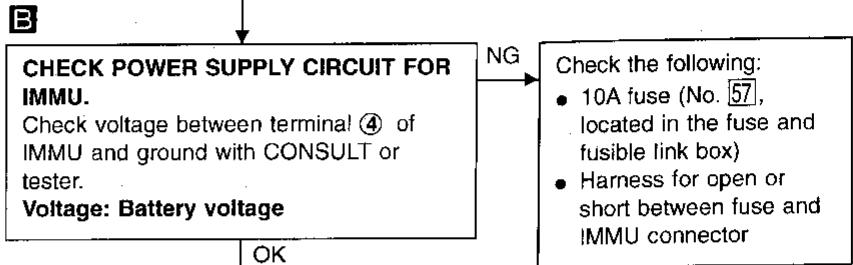 B
CHECK POWER SUPPLY CIRCUIT FOR
IMMU.
Check voltage between terminal ④ of
IMMU and ground with CONSULT or
tester.
Voltage: Battery voltage
NG
Check the following:
● 10A fuse (No. 57,
located in the fuse and
fusible link box)
● Harness for open or
short between fuse and
IMMU connector
OK